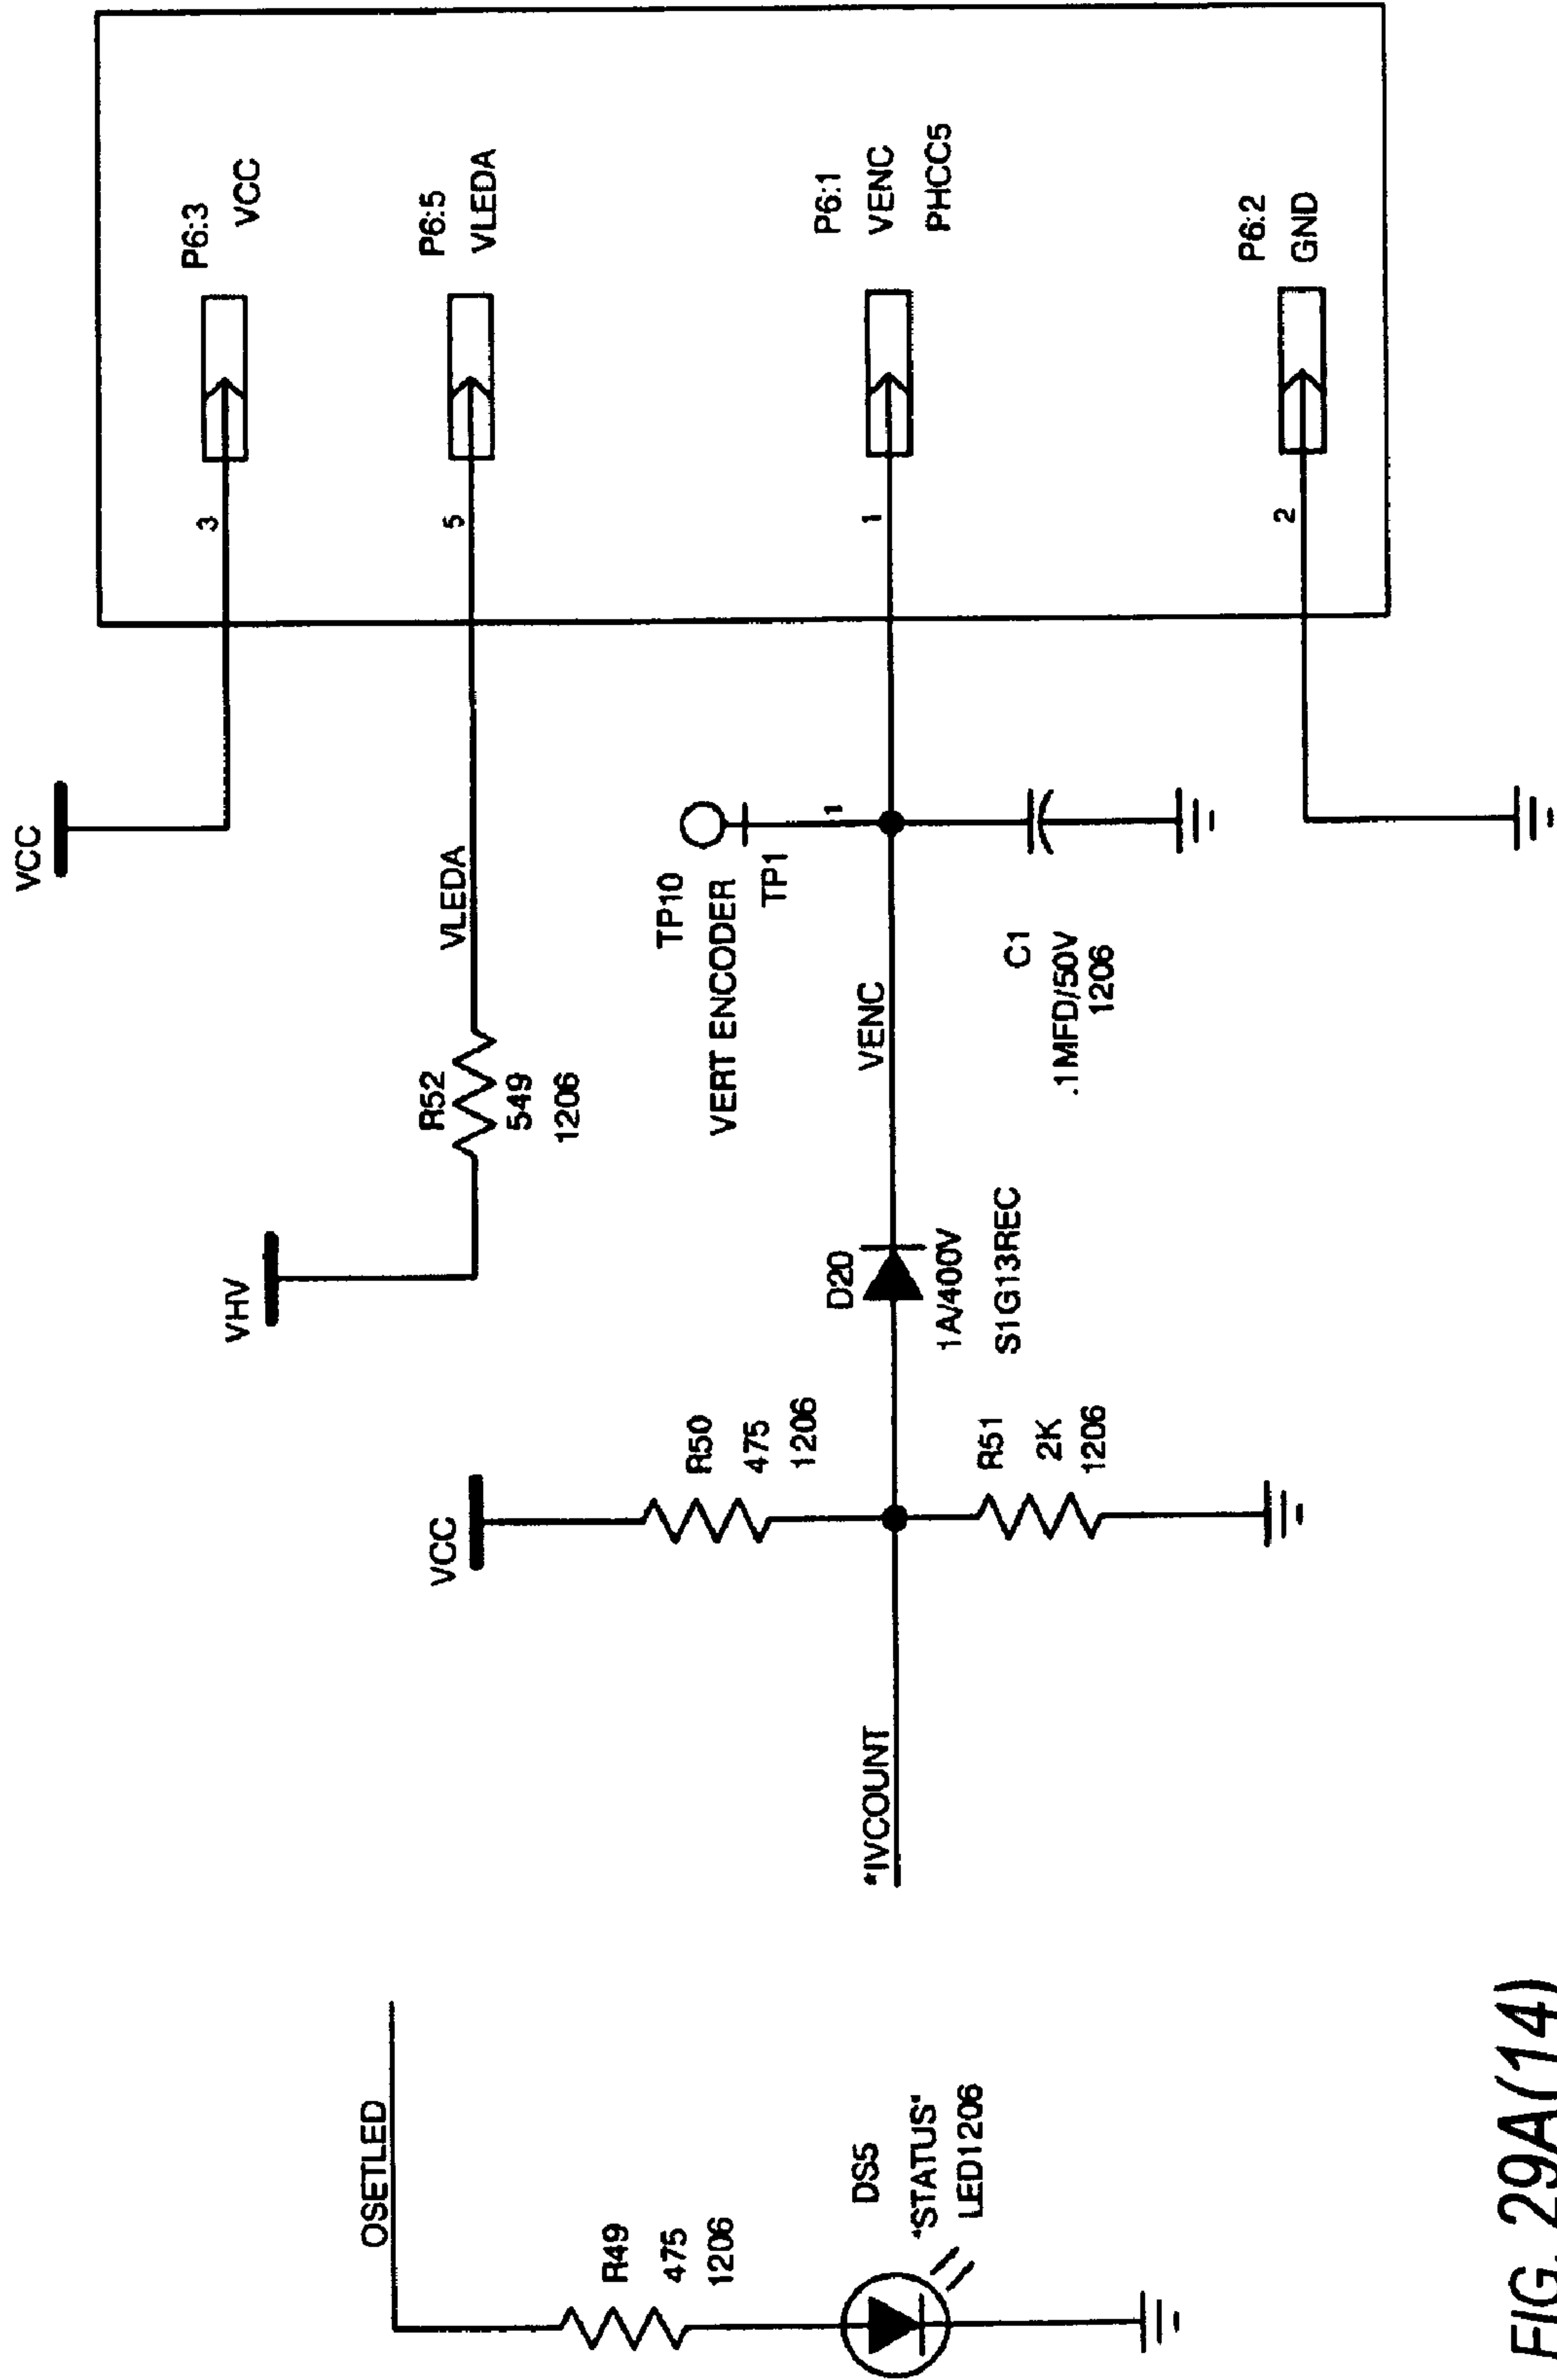 OSETLED
R49
475
1206
DS5
"STATUS"
LED1206
*IVCOUNT
VCC
R50
475
1206
R51
2K
1206
D20
1A/400V
S1G13REC
VHV
R52
549
1206
VLEDA
VENC
TP10
VERT ENCODER
TP1
1
C1
.1MFD/50V
1206
VCC
3
P6:3
VCC
5
P6:5
VLEDA
1
P6:1
VENC
PHCC5
2
P6:2
GND
FIG. 29A(14)